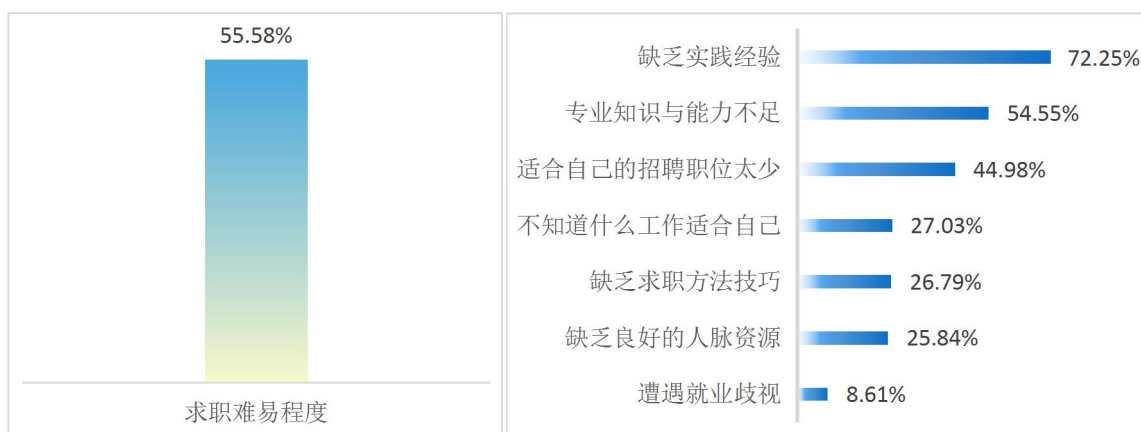 55.58%
求职难易程度
缺乏实践经验 72.25%
专业知识与能力不足 54.55%
适合自己的招聘职位太少 44.98%
不知道什么工作适合自己 27.03%
缺乏求职方法技巧 26.79%
缺乏良好的人脉资源 25.84%
遭遇就业歧视 8.61%